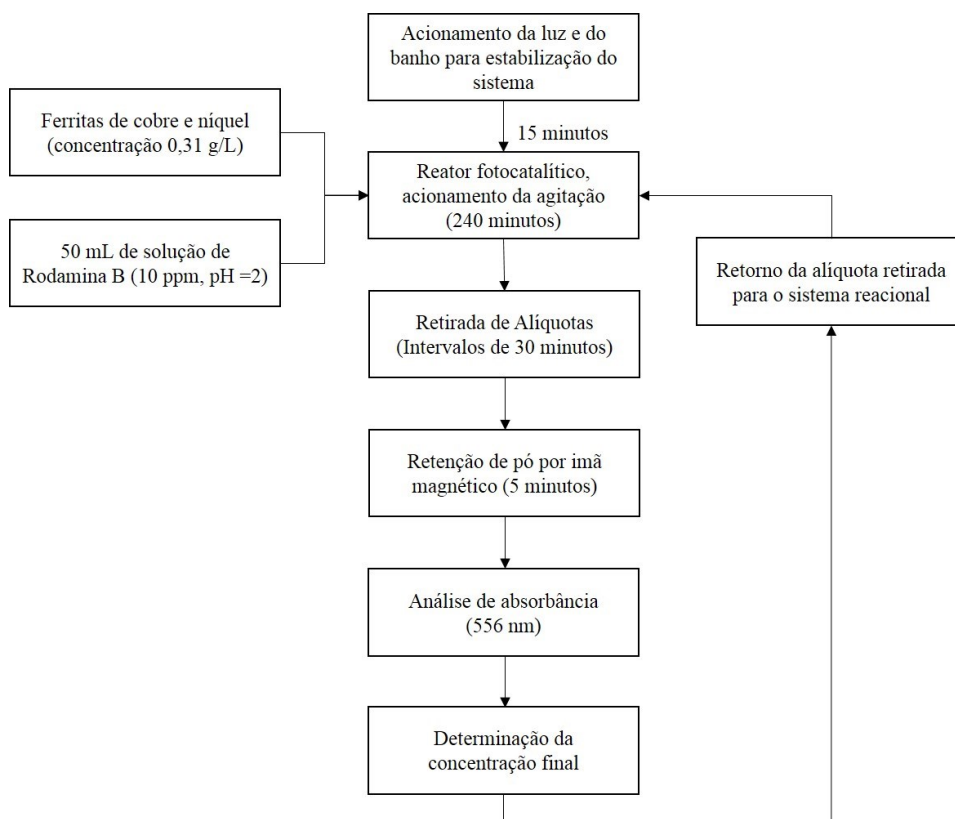 Acionamento da luz e do
banho para estabilização do
sistema
Ferritas de cobre e níquel
(concentração 0,31 g/L)
15 minutos
Reator fotocatalítico,
acionamento da agitação
(240 minutos)
50 mL de solução de
Rodamina B (10 ppm, pH =2)
Retorno da alíquota retirada
para o sistema reacional
Retirada de Alíquotas
(Intervalos de 30 minutos)
Retenção de pó por imã
magnético (5 minutos)
Análise de absorbância
(556 nm)
Determinação da
concentração final